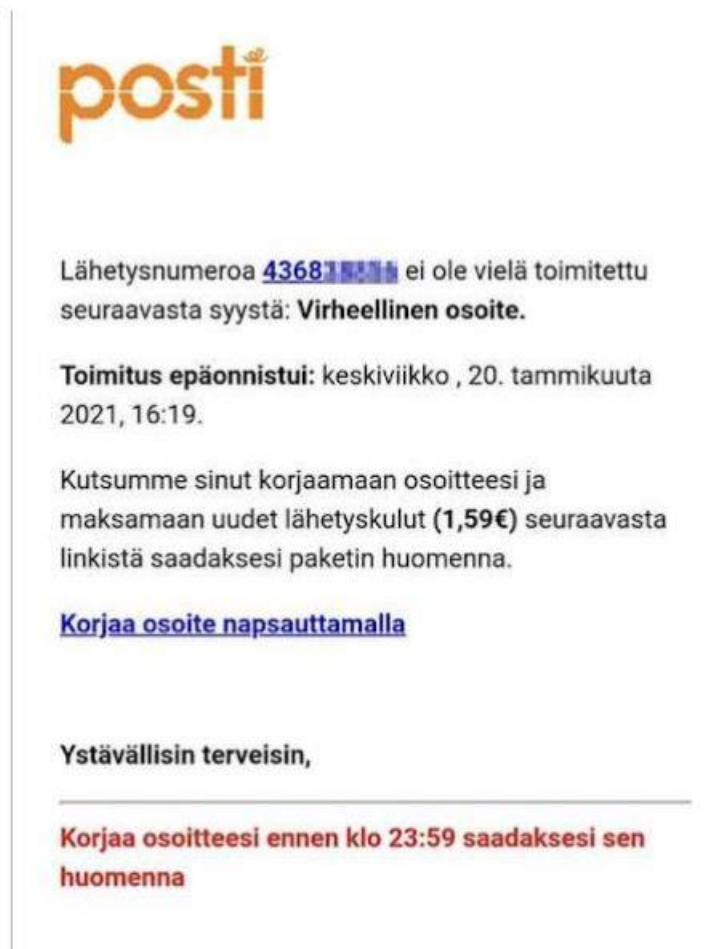 posti
Lähetysnumeroa 4368 ei ole vielä toimitettu
seuraavasta syystä: Virheellinen osoite.
Toimitus epäonnistui: keskiviikko , 20. tammikuuta
2021, 16:19.
Kutsumme sinut korjaamaan osoitteesi ja
maksamaan uudet lähetyskulut (1,59€) seuraavasta
linkistä saadaksesi paketin huomenna.
Korjaa osoite napsauttamalla
Ystävällisin terveisin,
Korjaa osoitteesi ennen klo 23:59 saadaksesi sen
huomenna